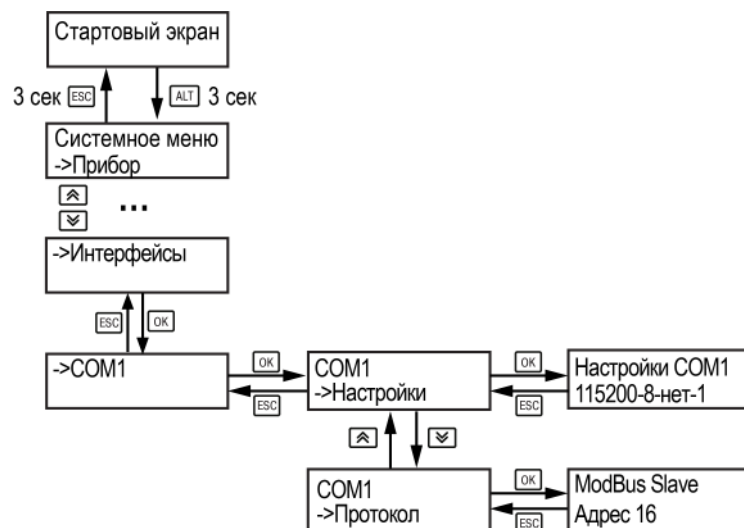 Стартовый экран
3 сек ESC ALT 3 сек
Системное меню
->Прибор
...
->Интерфейсы
ESC OK
->COM1
OK
ESC
COM1
->Настройки
OK
ESC
Настройки COM1
115200-8-нет-1
COM1
->Протокол
OK
ESC
ModBus Slave
Адрес 16